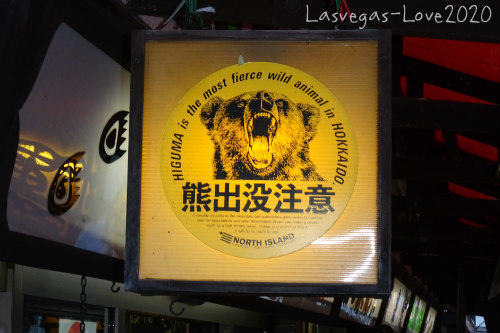 Lasvegas-Love2020
HIGUMA is the most fierce wild animal in HOKKAIDO
熊出没注意
NORTH ISLAND